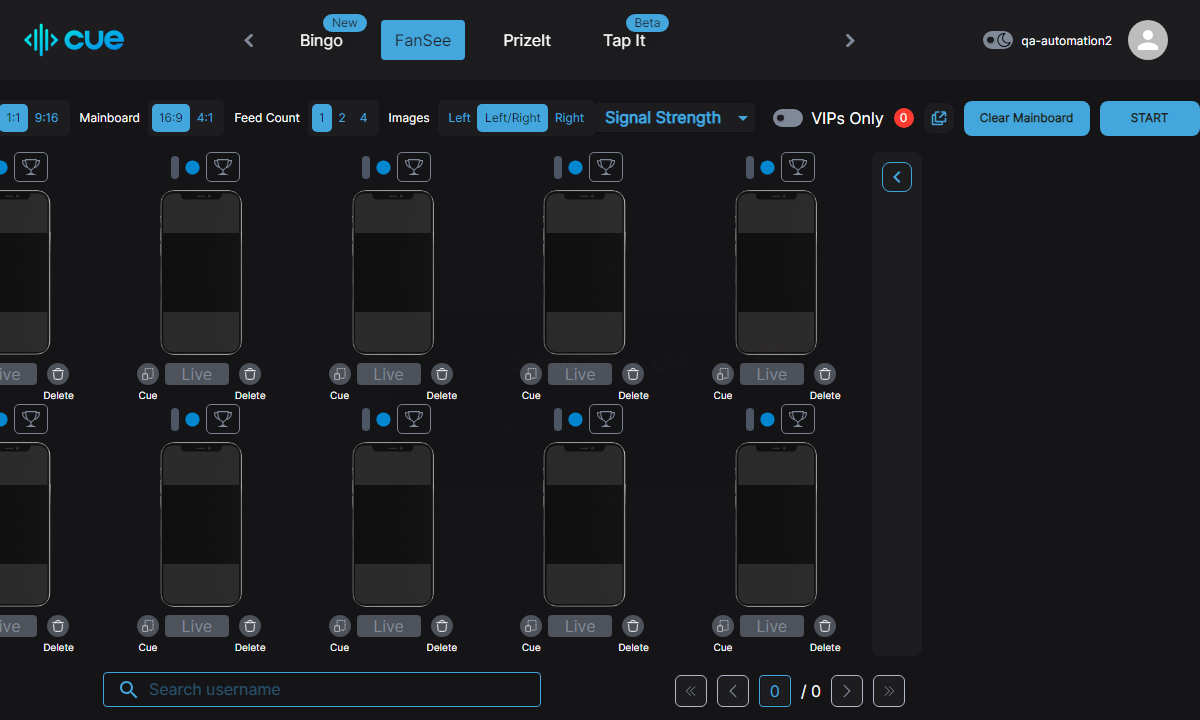 cue
Bingo
New
FanSee
PrizeIt
Tap It
Beta
qa-automation2
1:1
9:16
Mainboard
16:9
4:1
Feed Count
1
2
4
Images
Left
Left/Right
Right
Signal Strength
VIPs Only
0
Clear Mainboard
START
Live
Delete
Cue
Live
Delete
Cue
Live
Delete
Cue
Live
Delete
Cue
Live
Delete
Live
Delete
Cue
Live
Delete
Cue
Live
Delete
Cue
Live
Delete
Cue
Live
Delete
Search username
0
/ 0